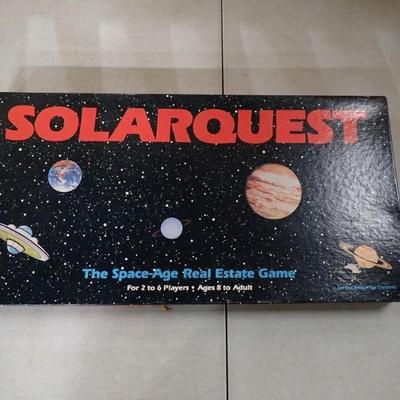 SOLARQUEST
The Space-Age Real Estate Game
For 2 to 6 Players • Ages 8 to Adult